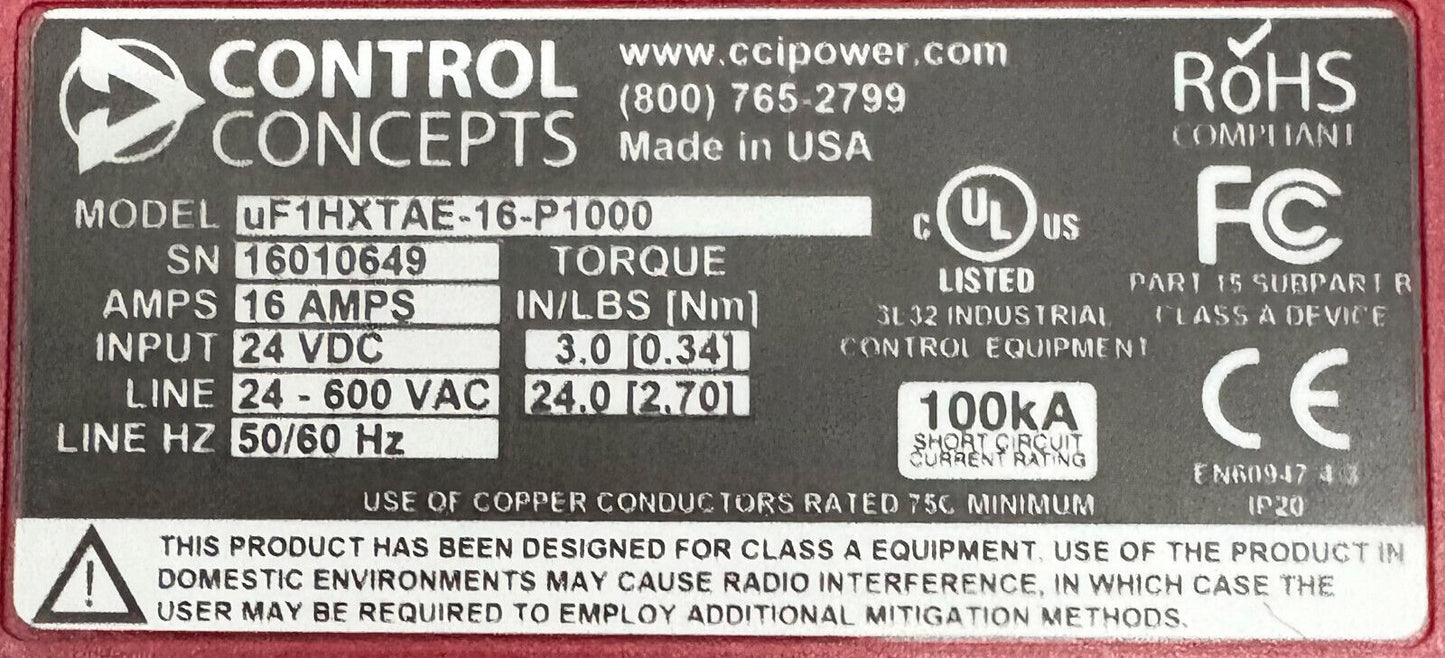 CONTROL
CONCEPTS
www.ccipower.com
(800) 765-2799
Made in USA
RoHS
COMPLIANT
MODEL uF1HXTAE-16-P1000
SN 16010649
TORQUE
AMPS 16 AMPS
IN/LBS [Nm]
INPUT 24 VDC
3.0 [0.34]
LINE 24 - 600 VAC
24.0 [2.70]
LINE HZ 50/60 Hz
C UL US
LISTED
3L32 INDUSTRIAL
CONTROL EQUIPMENT
100kA
SHORT CIRCUIT
CURRENT RATING
FC
PART 15 SUBPART B
CLASS A DEVICE
CE
EN60947-4-3
IP20
USE OF COPPER CONDUCTORS RATED 75C MINIMUM
THIS PRODUCT HAS BEEN DESIGNED FOR CLASS A EQUIPMENT. USE OF THE PRODUCT IN
DOMESTIC ENVIRONMENTS MAY CAUSE RADIO INTERFERENCE, IN WHICH CASE THE
USER MAY BE REQUIRED TO EMPLOY ADDITIONAL MITIGATION METHODS.